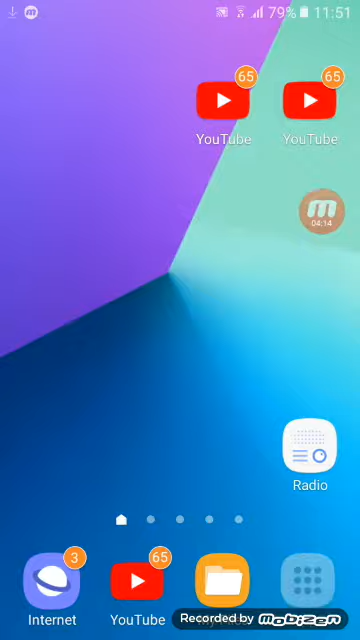 79% 11:51
65 65
YouTube YouTube
m
04:14
Radio
3 65
Internet YouTube
Recorded by mobizen